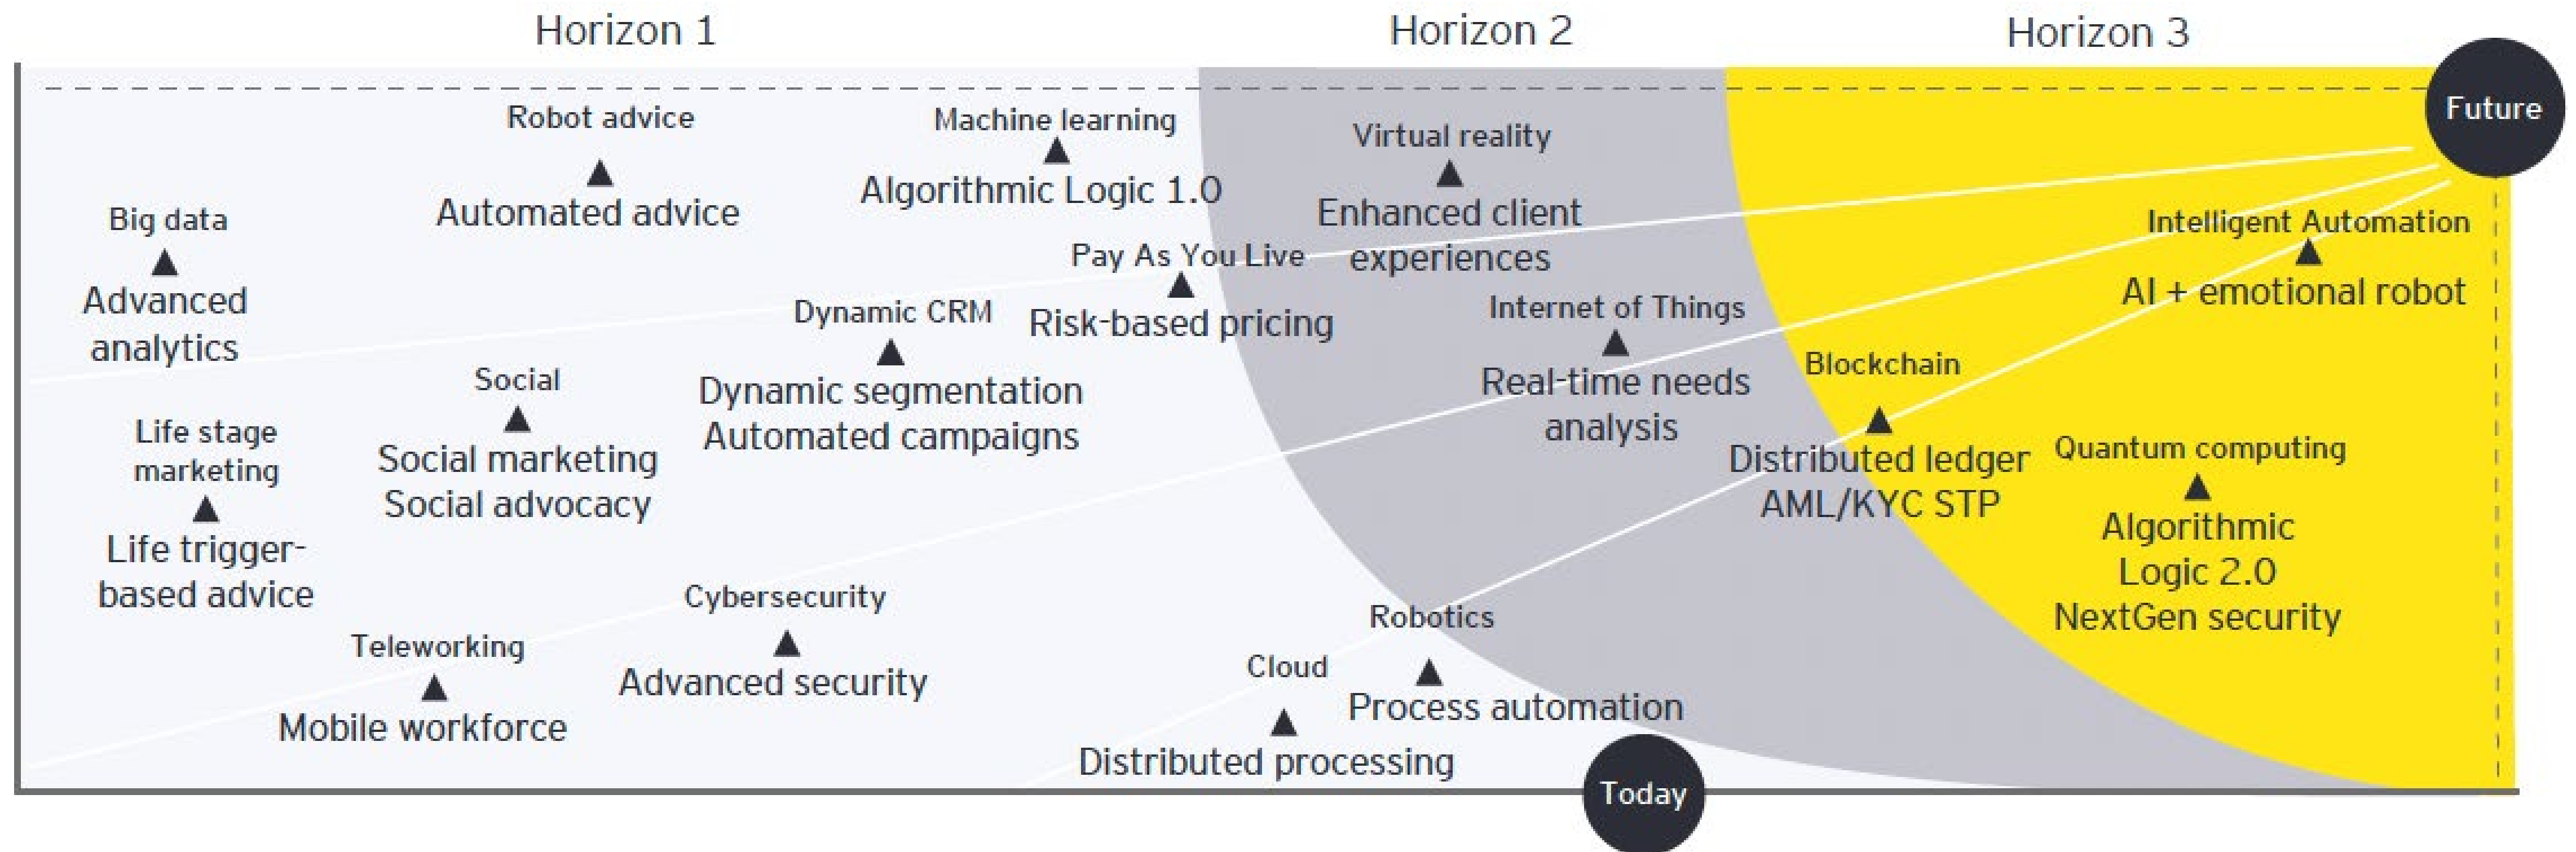 Horizon 1
Horizon 2
Horizon 3
Future
Robot advice
Automated advice
Machine learning
Algorithmic Logic 1.0
Virtual reality
Enhanced client
experiences
Big data
Advanced
analytics
Pay As You Live
Risk-based pricing
Intelligent Automation
AI + emotional robot
Dynamic CRM
Dynamic segmentation
Automated campaigns
Internet of Things
Real-time needs
analysis
Social
Social marketing
Social advocacy
Blockchain
Distributed ledger
AML/KYC STP
Life stage
marketing
Life trigger-
based advice
Quantum computing
Algorithmic
Logic 2.0
NextGen security
Cybersecurity
Advanced security
Teleworking
Mobile workforce
Robotics
Process automation
Cloud
Distributed processing
Today